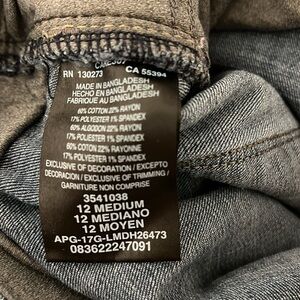 RN 130273 CA 55394
MADE IN BANGLADESH
HECHO EN BANGLADESH
FABRIQUE AU BANGLADESH
60% COTTON 22% RAYON
17% POLYESTER 1% SPANDEX
60% ALGODON 22% RAYON
17% POLYESTER 1% SPANDEX
60% COTON 22% RAYONNE
17% POLYESTER 1% SPANDEX
EXCLUSIVE OF DECORATION / EXCEPTO
DECORACION / EXCLUSIVE OF TRIMMING /
GARNITURE NON COMPRISE
3541038
12 MEDIUM
12 MEDIANO
12 MOYEN
APG-17G-LMDH26473
083622247091